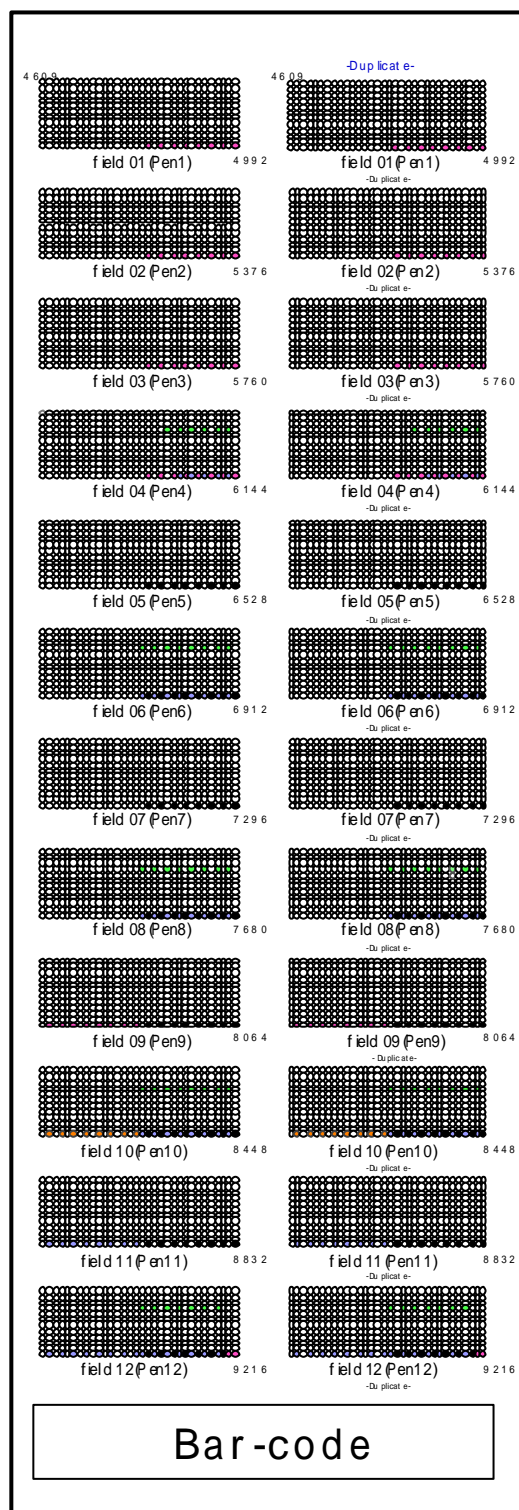 -Duplicate-
4609 4609
field 01(Pen1) 4992 field 01(Pen1) 4992
-Duplicate-
field 02(Pen2) 5376 field 02(Pen2) 5376
-Duplicate-
field 03(Pen3) 5760 field 03(Pen3) 5760
-Duplicate-
field 04(Pen4) 6144 field 04(Pen4) 6144
-Duplicate-
field 05(Pen5) 6528 field 05(Pen5) 6528
-Duplicate-
field 06(Pen6) 6912 field 06(Pen6) 6912
-Duplicate-
field 07(Pen7) 7296 field 07(Pen7) 7296
-Duplicate-
field 08(Pen8) 7680 field 08(Pen8) 7680
-Duplicate-
field 09(Pen9) 8064 field 09(Pen9) 8064
-Duplicate-
field 10(Pen10) 8448 field 10(Pen10) 8448
-Duplicate-
field 11(Pen11) 8832 field 11(Pen11) 8832
-Duplicate-
field 12(Pen12) 9216 field 12(Pen12) 9216
-Duplicate-
Bar-code